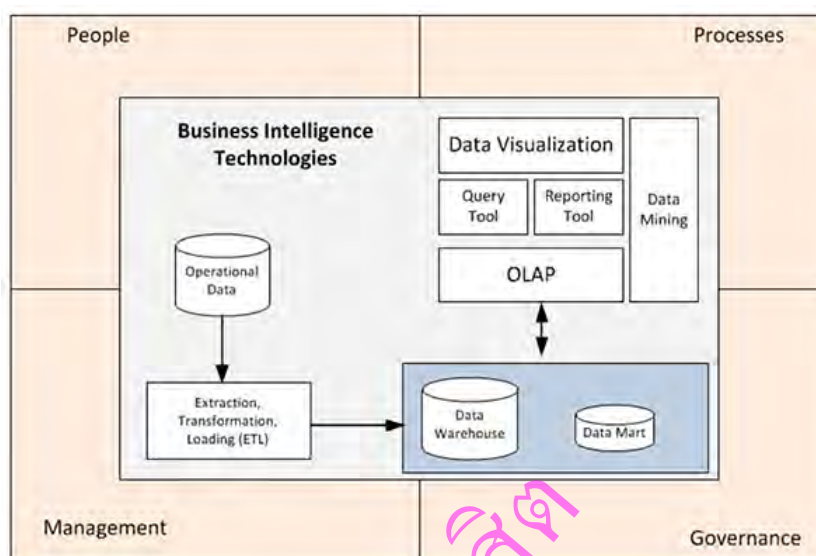 People
Processes
Business Intelligence
Technologies
Data Visualization
Query
Tool
Reporting
Tool
Data
Mining
OLAP
Operational
Data
Extraction,
Transformation,
Loading (ETL)
Data
Warehouse
Data Mart
Management
Governance